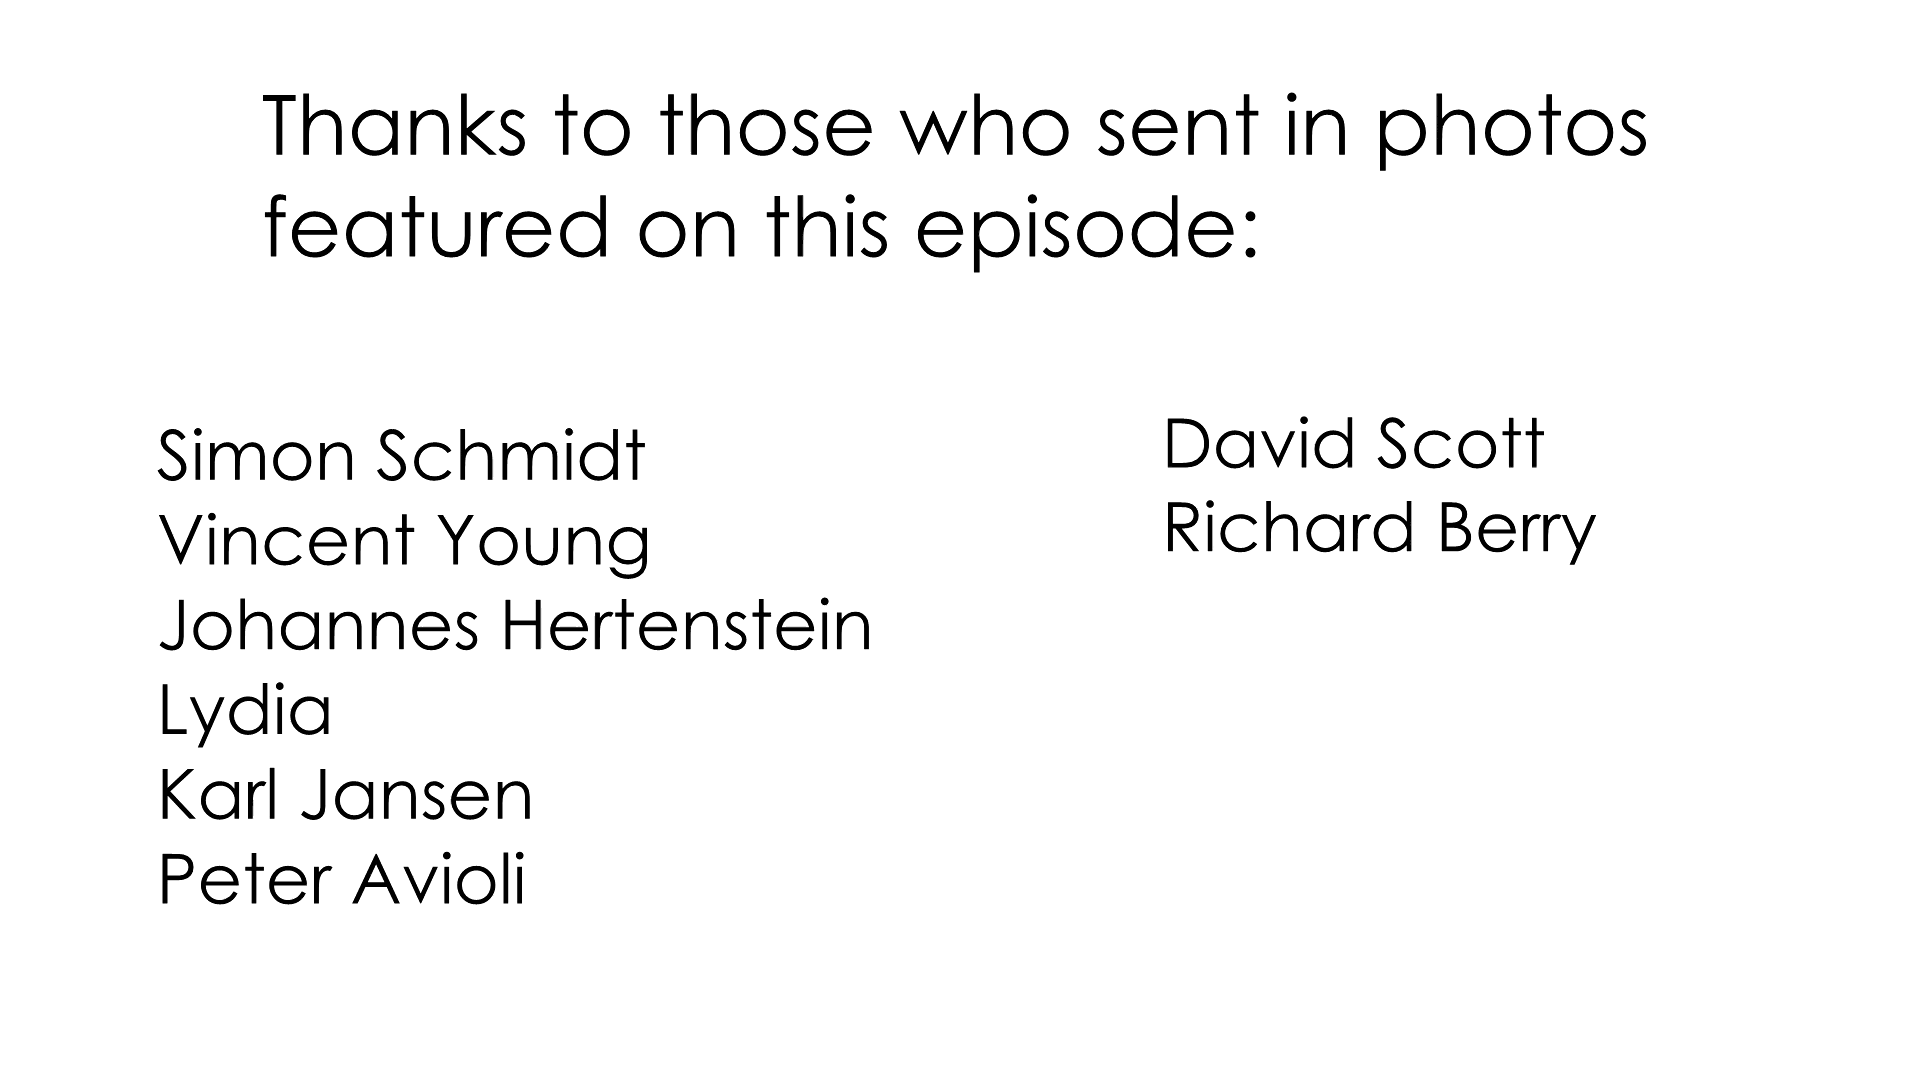 Thanks to those who sent in photos
featured on this episode:
Simon Schmidt
Vincent Young
Johannes Hertenstein
Lydia
Karl Jansen
Peter Avioli
David Scott
Richard Berry